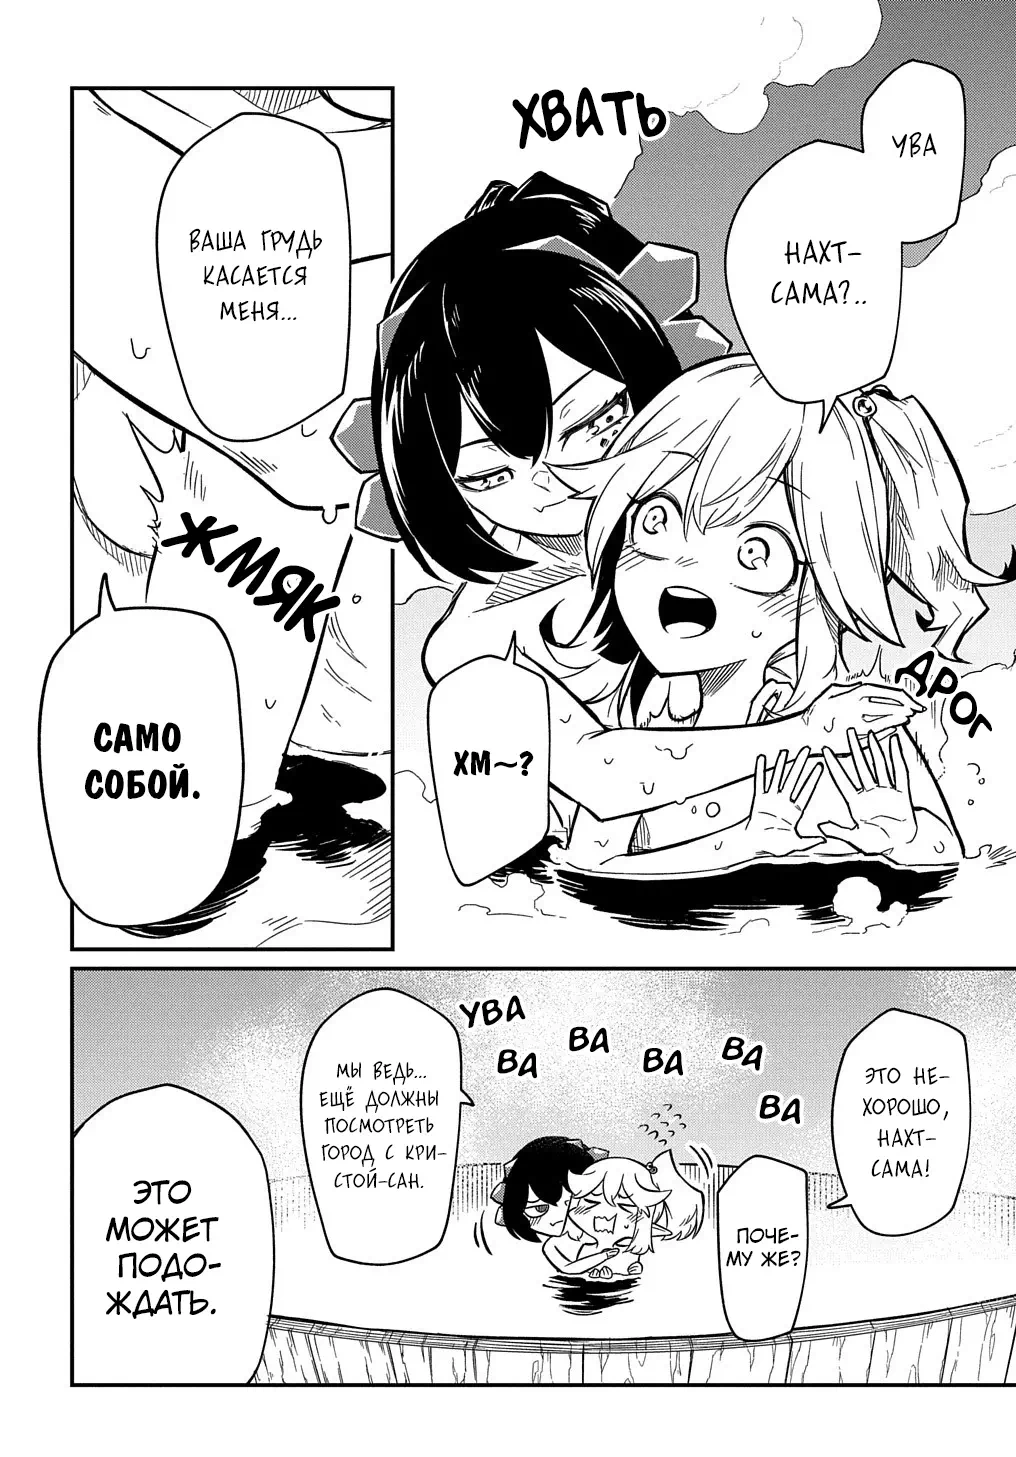 ХВАТЬ
УВА
НАХТ-
САМА?..
ХМ~?
ДРОГ
ВАША ГРУДЬ
КАСАЕТСЯ
МЕНЯ...
ЖМЯК
САМО
СОБОЙ.
ЭТО НЕ-
ХОРОШО,
НАХТ-
САМА!
ПОЧЕ-
МУ ЖЕ?
УВА
ВА
ВА
ВА
ВА
ВА
МЫ ВЕДЬ...
ЕЩЁ ДОЛЖНЫ
ПОСМОТРЕТЬ
ГОРОД С КРИ-
СТОЙ-САН.
ЭТО
МОЖЕТ
ПОДО-
ЖДАТЬ.